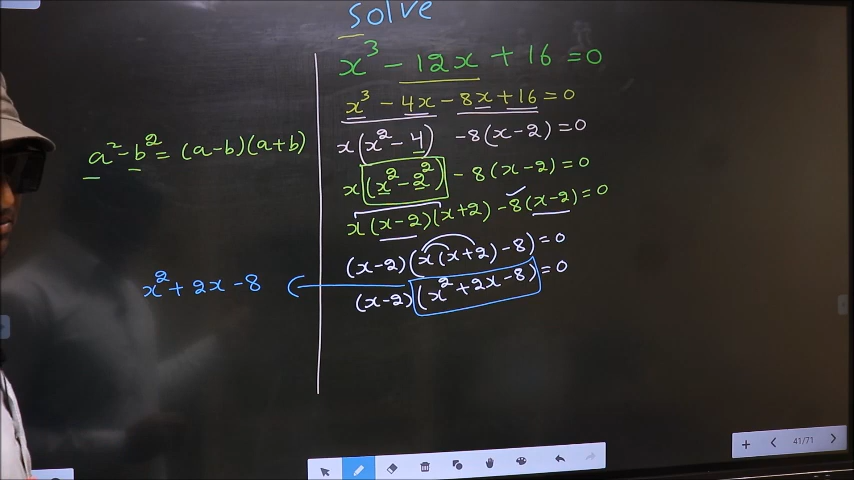 solve
x³ - 12x + 16 = 0
x³ - 4x - 8x + 16 = 0
x(x² - 4) - 8(x - 2) = 0
a² - b² = (a - b)(a + b)
x(x² - 2²) - 8(x - 2) = 0
x(x - 2)(x + 2) - 8(x - 2) = 0
(x - 2)(x(x + 2) - 8) = 0
(x - 2)(x² + 2x - 8) = 0
x² + 2x - 8
41/71